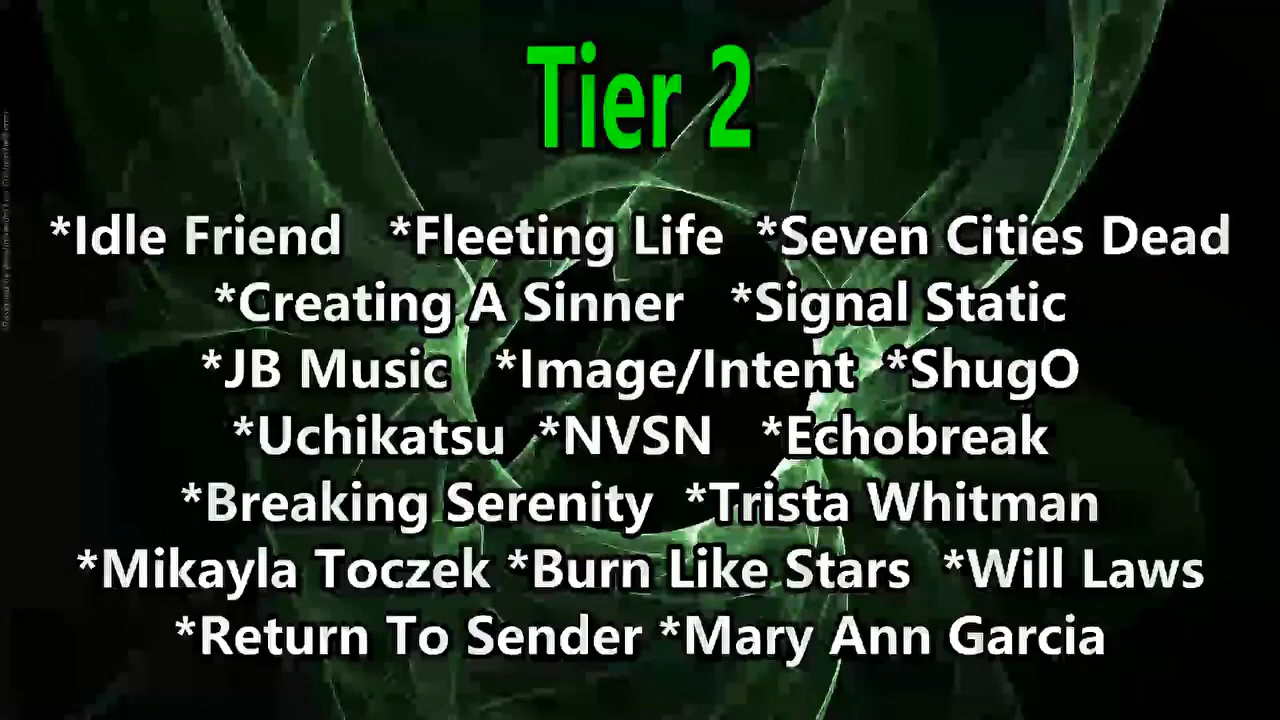 Tier 2
*Idle Friend *Fleeting Life *Seven Cities Dead
*Creating A Sinner *Signal Static
*JB Music *Image/Intent *ShugO
*Uchikatsu *NVSN *Echobreak
*Breaking Serenity *Trista Whitman
*Mikayla Toczek *Burn Like Stars *Will Laws
*Return To Sender *Mary Ann Garcia